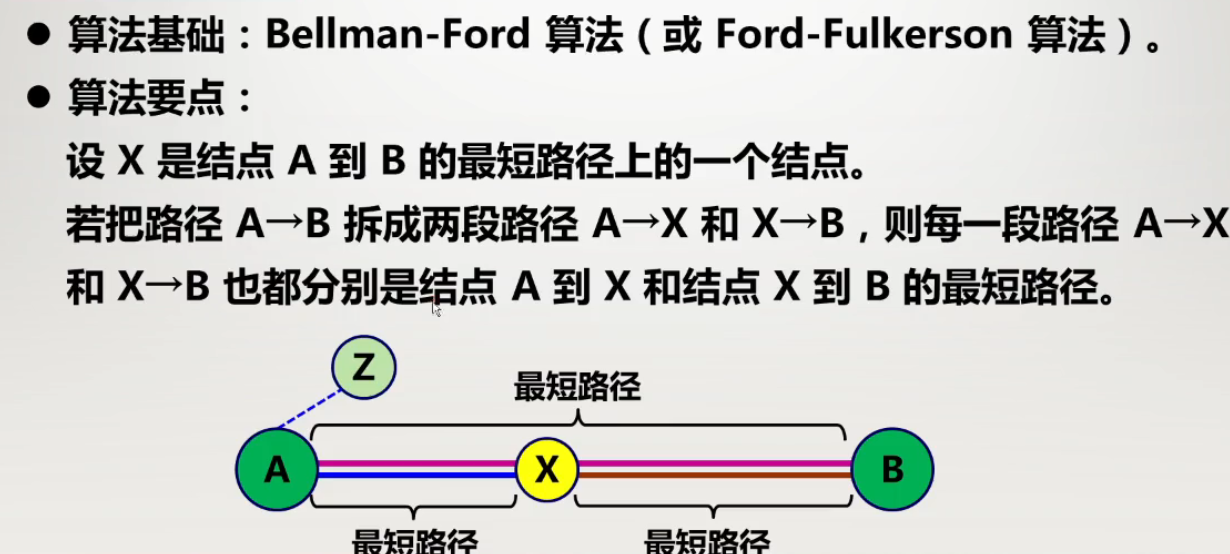 ● 算法基础：Bellman-Ford 算法（或 Ford-Fulkerson 算法）。
● 算法要点：
设 X 是结点 A 到 B 的最短路径上的一个结点。
若把路径 A→B 拆成两段路径 A→X 和 X→B，则每一段路径 A→X
和 X→B 也都分别是结点 A 到 X 和结点 X 到 B 的最短路径。
Z
最短路径
A X B
最短路径 最短路径